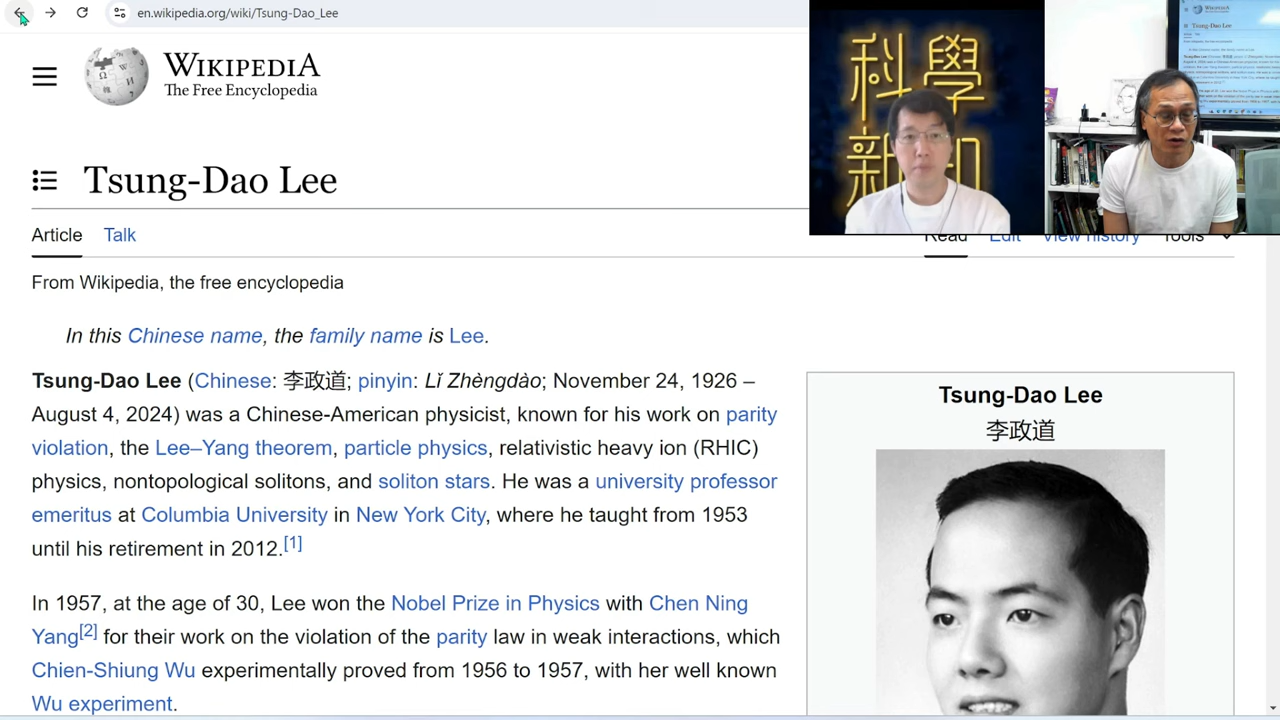 en.wikipedia.org/wiki/Tsung-Dao_Lee
WIKIPEDIA
The Free Encyclopedia
科學
新知
Tsung-Dao Lee
Tsung-Dao Lee
Article Talk
Read Edit View history Tools
From Wikipedia, the free encyclopedia
In this Chinese name, the family name is Lee.
Tsung-Dao Lee (Chinese: 李政道; pinyin: Lǐ Zhèngdào; November 24, 1926 –
August 4, 2024) was a Chinese-American physicist, known for his work on parity
violation, the Lee–Yang theorem, particle physics, relativistic heavy ion (RHIC)
physics, nontopological solitons, and soliton stars. He was a university professor
emeritus at Columbia University in New York City, where he taught from 1953
until his retirement in 2012.[1]
In 1957, at the age of 30, Lee won the Nobel Prize in Physics with Chen Ning
Yang[2] for their work on the violation of the parity law in weak interactions, which
Chien-Shiung Wu experimentally proved from 1956 to 1957, with her well known
Wu experiment.
Tsung-Dao Lee
李政道